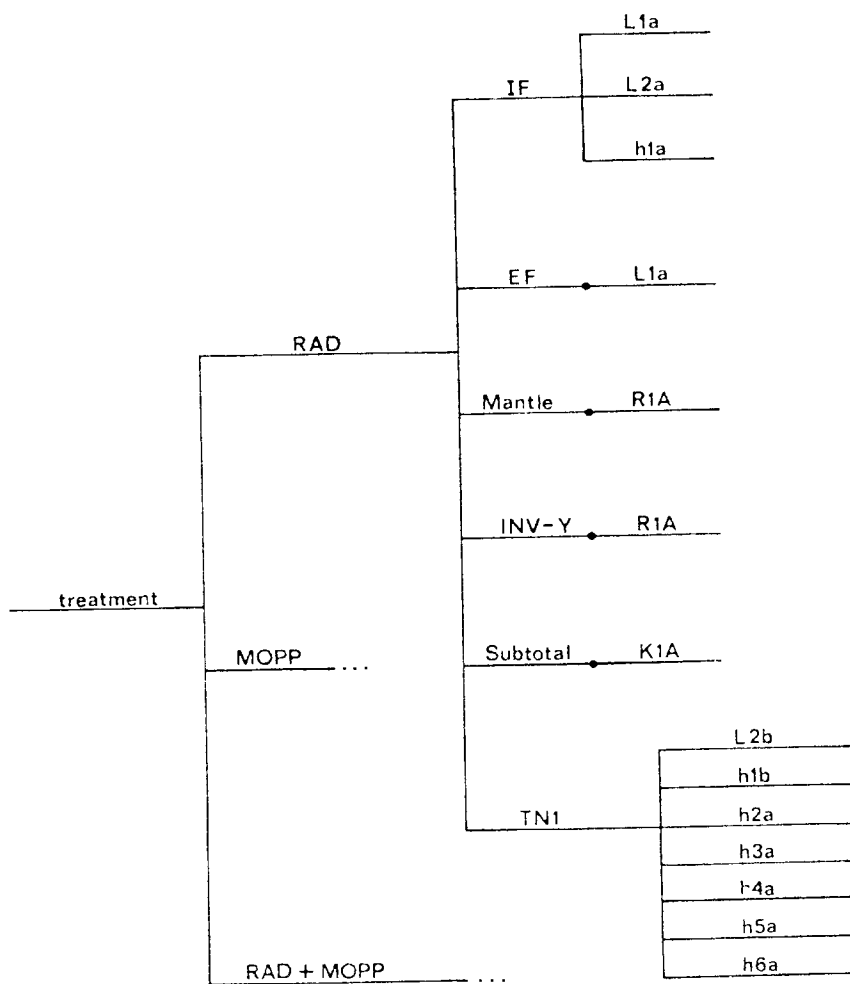 L1a
IF
L2a
h1a
EF
L1a
RAD
Mantle
R1A
INV-Y
R1A
treatment
MOPP ...
Subtotal
K1A
TN1
L2b
h1b
h2a
h3a
h4a
h5a
h6a
RAD + MOPP ...